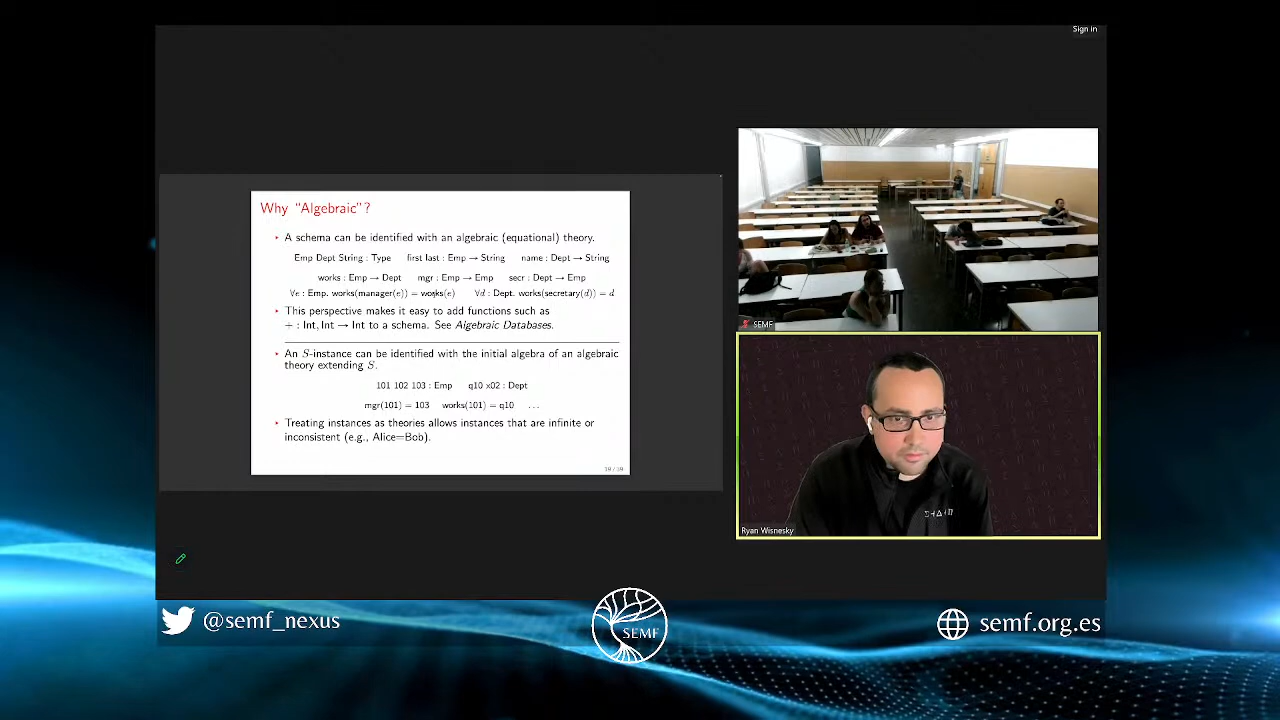 Sign in
Why “Algebraic”?
‣ A schema can be identified with an algebraic (equational) theory.
Emp Dept String : Type first last : Emp → String name : Dept → String
works : Emp → Dept mgr : Emp → Emp secr : Dept → Emp
∀e : Emp. works(manager(e)) = works(e) ∀d : Dept. works(secretary(d)) = d
‣ This perspective makes it easy to add functions such as
+ : Int, Int → Int to a schema. See Algebraic Databases.
‣ An S-instance can be identified with the initial algebra of an algebraic
theory extending S.
101 102 103 : Emp q10 x02 : Dept
mgr(101) = 103 works(101) = q10 ...
‣ Treating instances as theories allows instances that are infinite or
inconsistent (e.g., Alice=Bob).
19 / 39
SEMF
Ryan Wisnesky
@semf_nexus
SEMF
semf.org.es